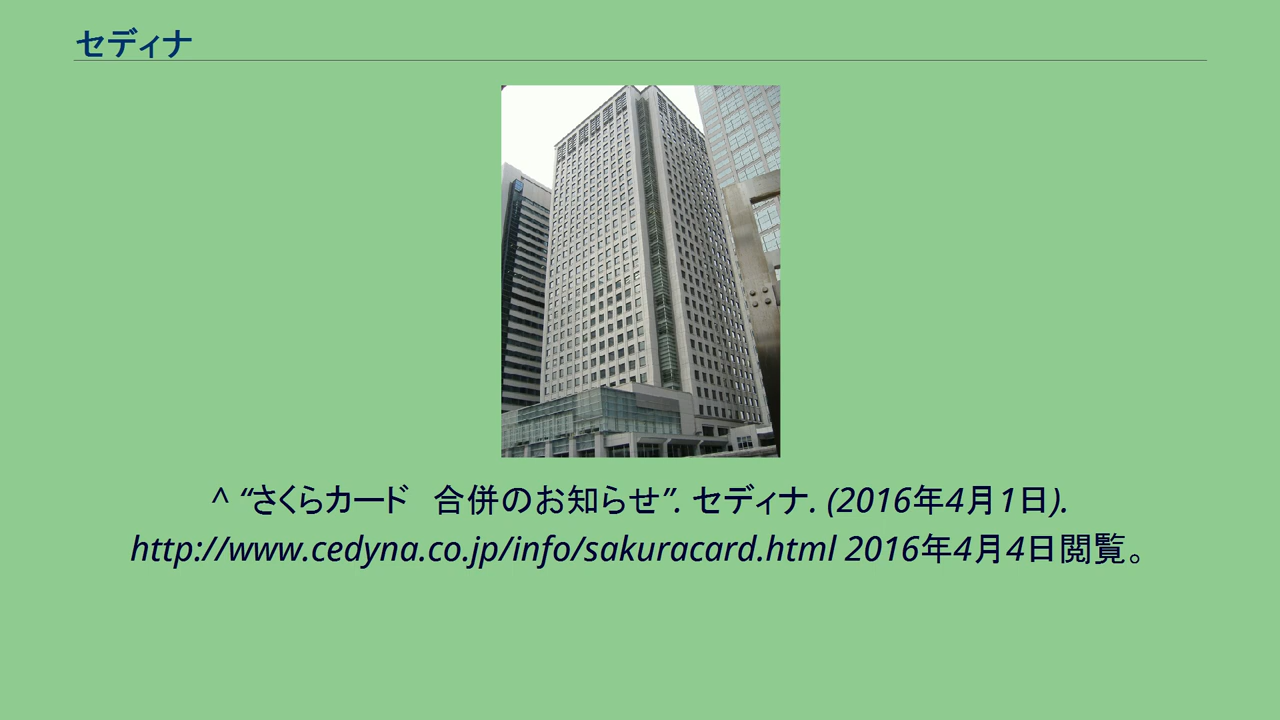 セディナ
^ “さくらカード　合併のお知らせ”. セディナ. (2016年4月1日).
http://www.cedyna.co.jp/info/sakuracard.html 2016年4月4日閲覧。